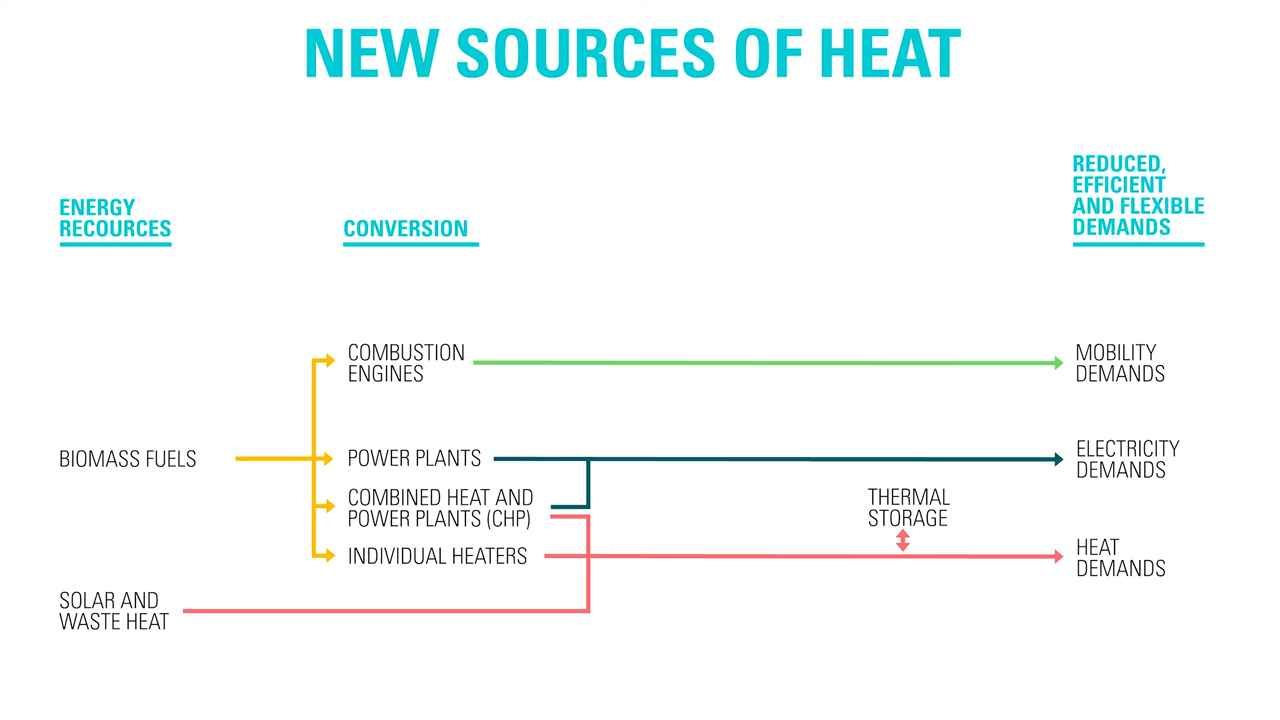 NEW SOURCES OF HEAT
ENERGY
RECOURCES
CONVERSION
REDUCED,
EFFICIENT
AND FLEXIBLE
DEMANDS
COMBUSTION
ENGINES
MOBILITY
DEMANDS
BIOMASS FUELS
POWER PLANTS
ELECTRICITY
DEMANDS
COMBINED HEAT AND
POWER PLANTS (CHP)
THERMAL
STORAGE
INDIVIDUAL HEATERS
HEAT
DEMANDS
SOLAR AND
WASTE HEAT